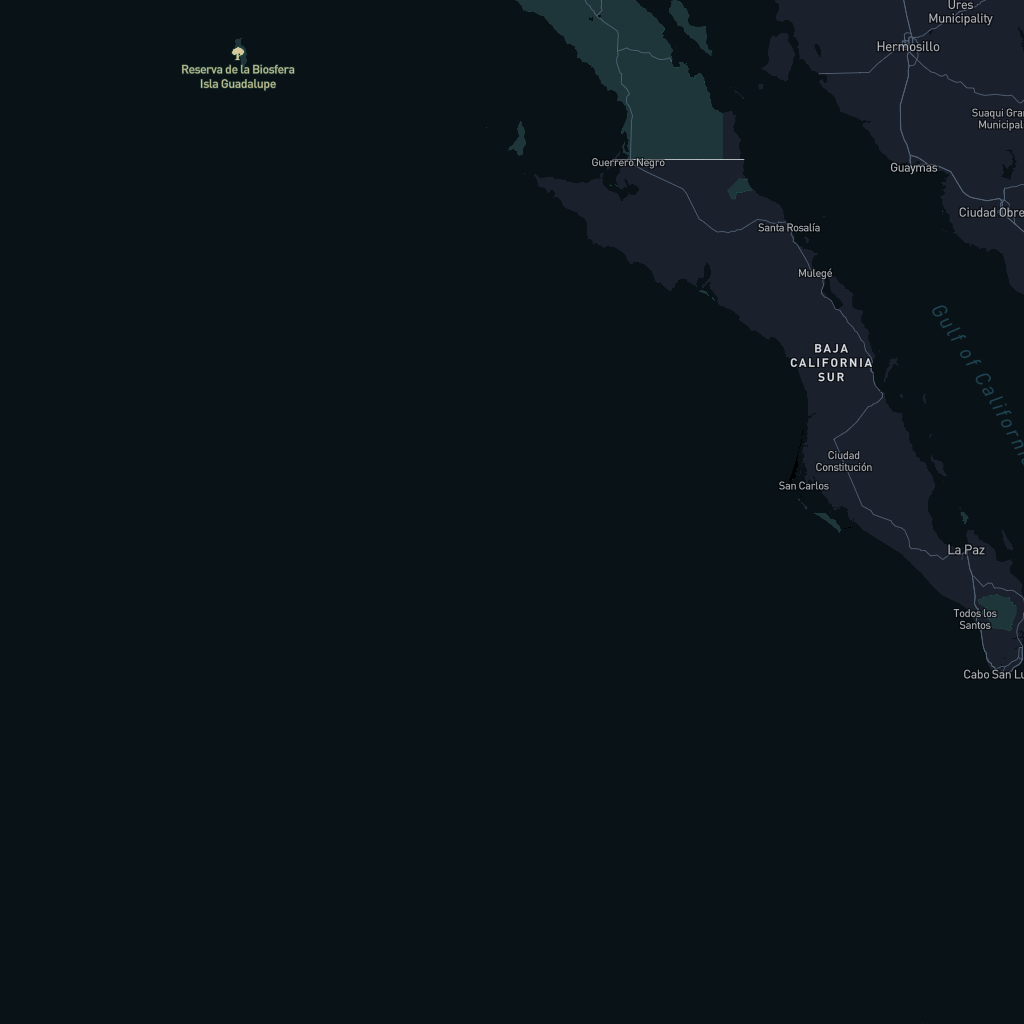 Ures
Municipality
Hermosillo
Reserva de la Biosfera
Isla Guadalupe
Suaqui Gra
Municipal
Guerrero Negro
Guaymas
Ciudad Obre
Santa Rosalía
Mulegé
Gulf of California
BAJA
CALIFORNIA
SUR
Ciudad
Constitución
San Carlos
La Paz
Todos los
Santos
Cabo San Lu